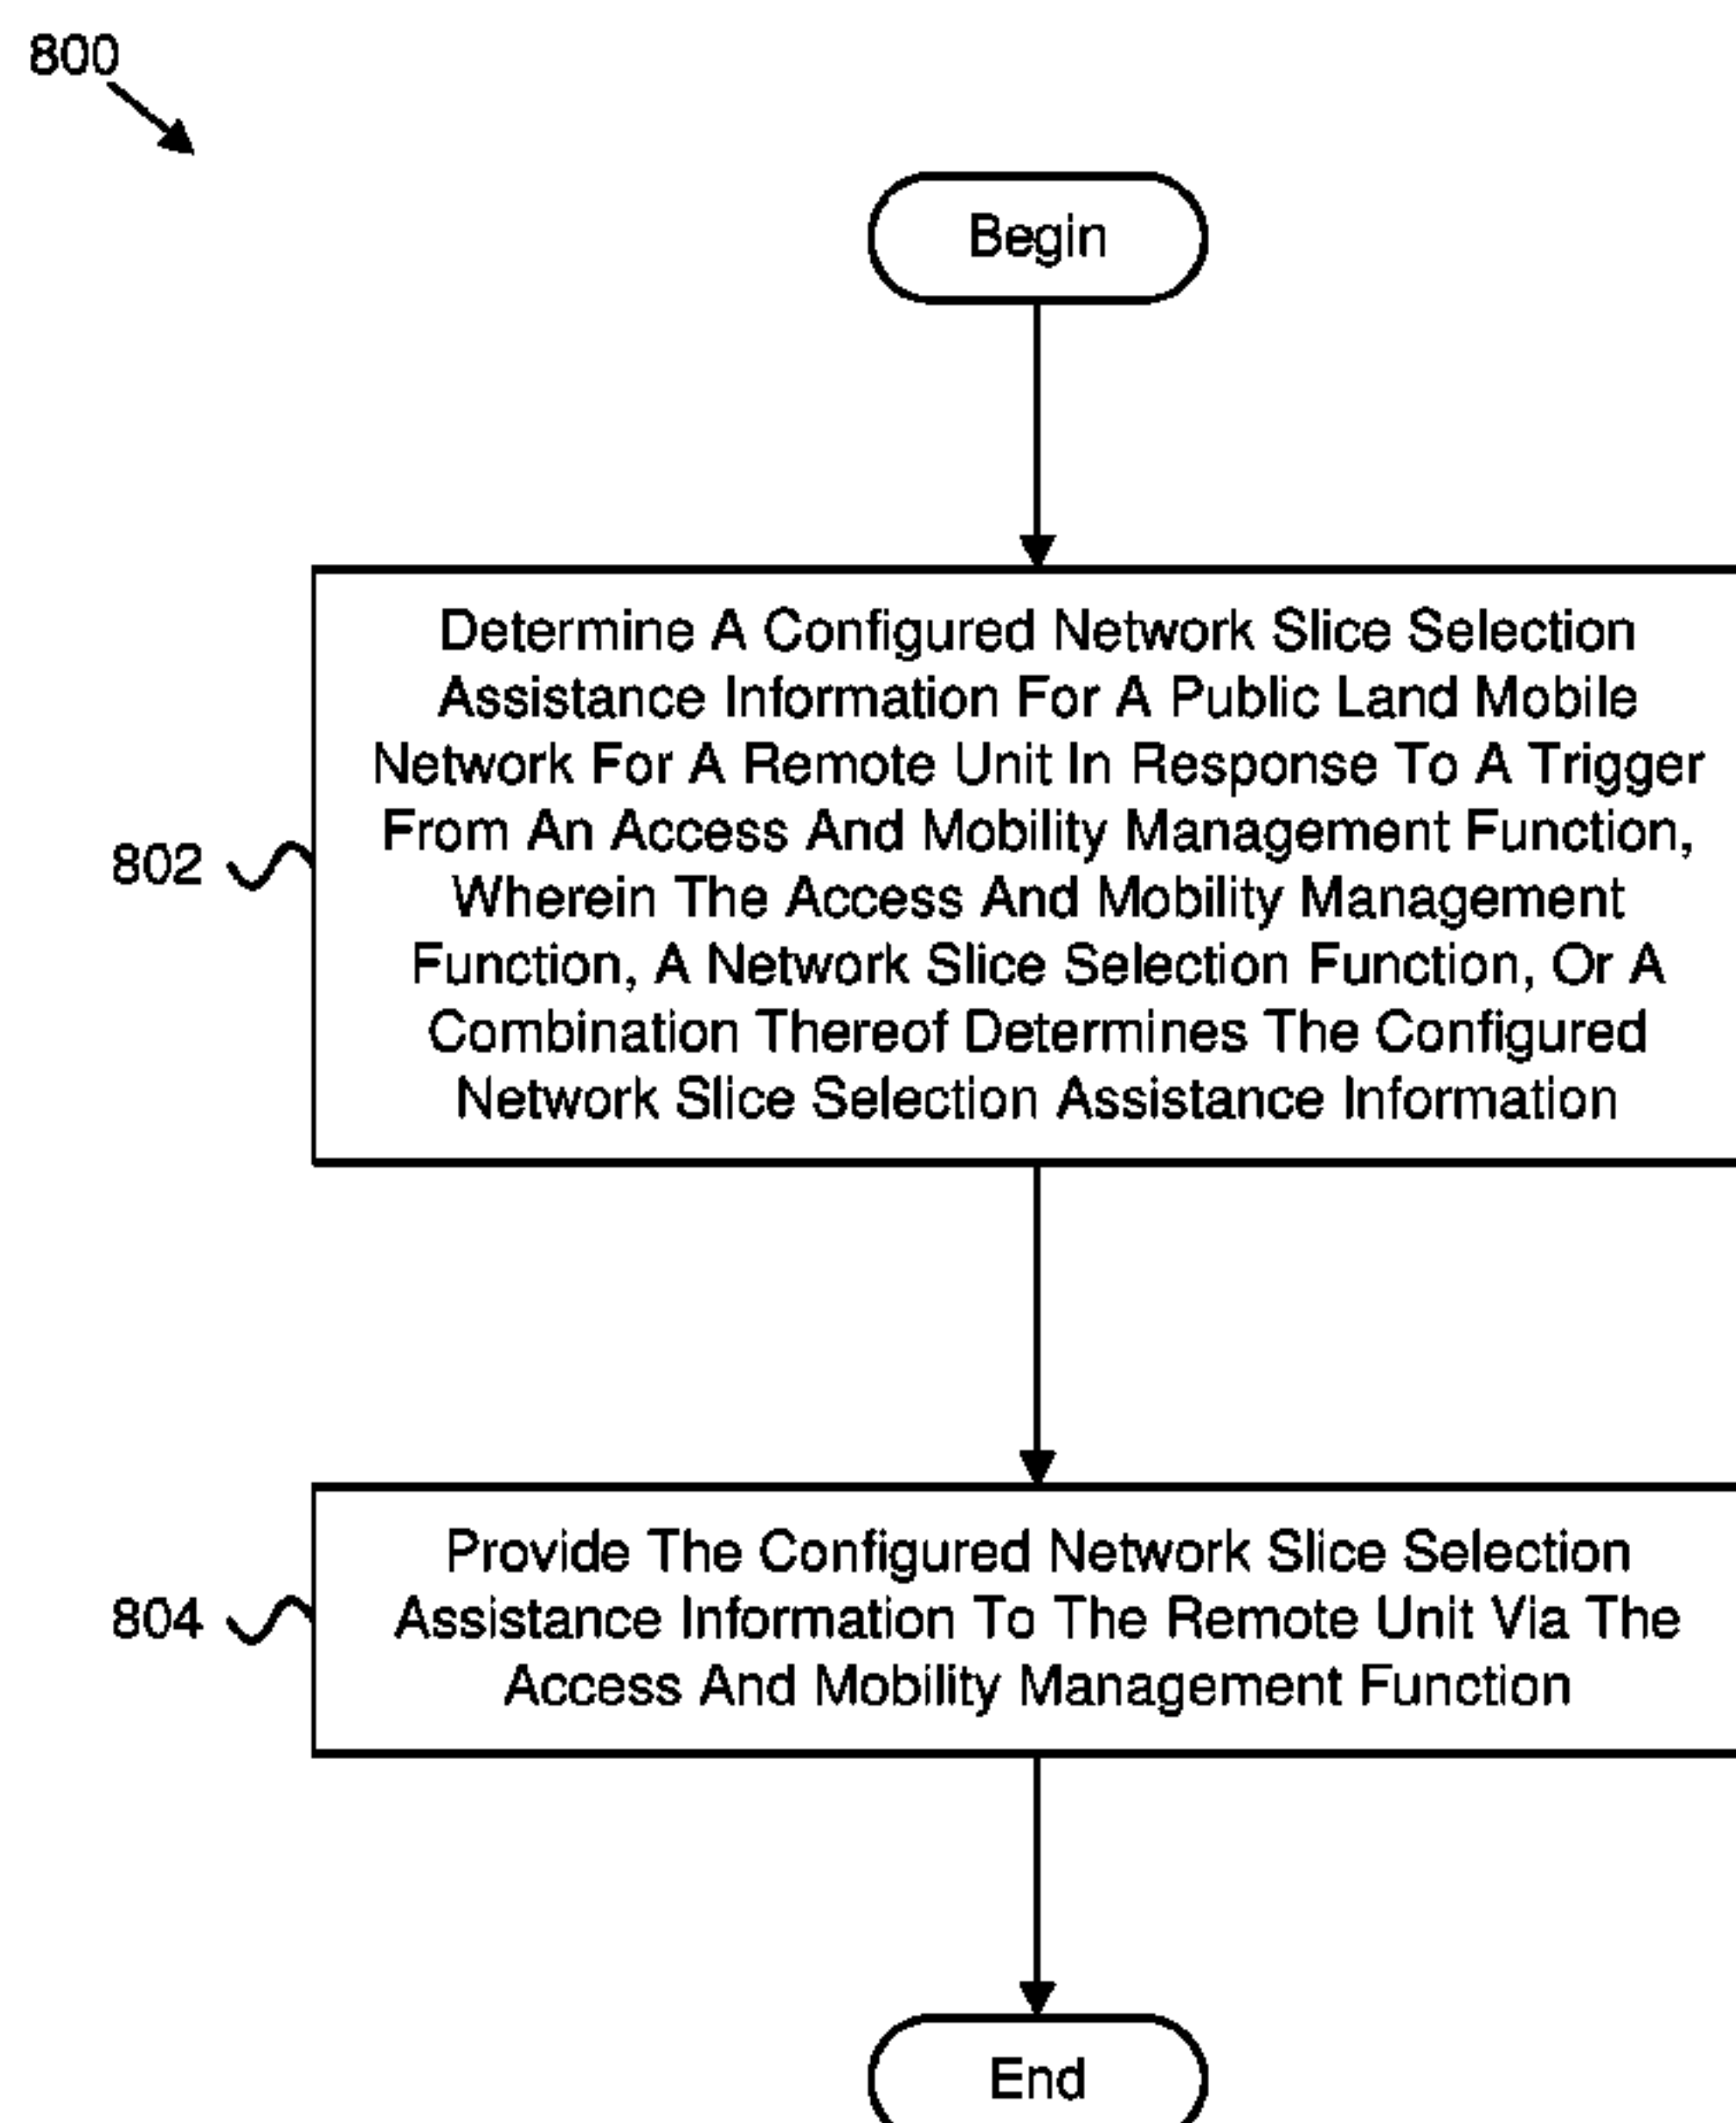 800
Begin
Determine A Configured Network Slice Selection
Assistance Information For A Public Land Mobile
Network For A Remote Unit In Response To A Trigger
From An Access And Mobility Management Function,
Wherein The Access And Mobility Management
Function, A Network Slice Selection Function, Or A
Combination Thereof Determines The Configured
Network Slice Selection Assistance Information
802
Provide The Configured Network Slice Selection
Assistance Information To The Remote Unit Via The
Access And Mobility Management Function
804
End